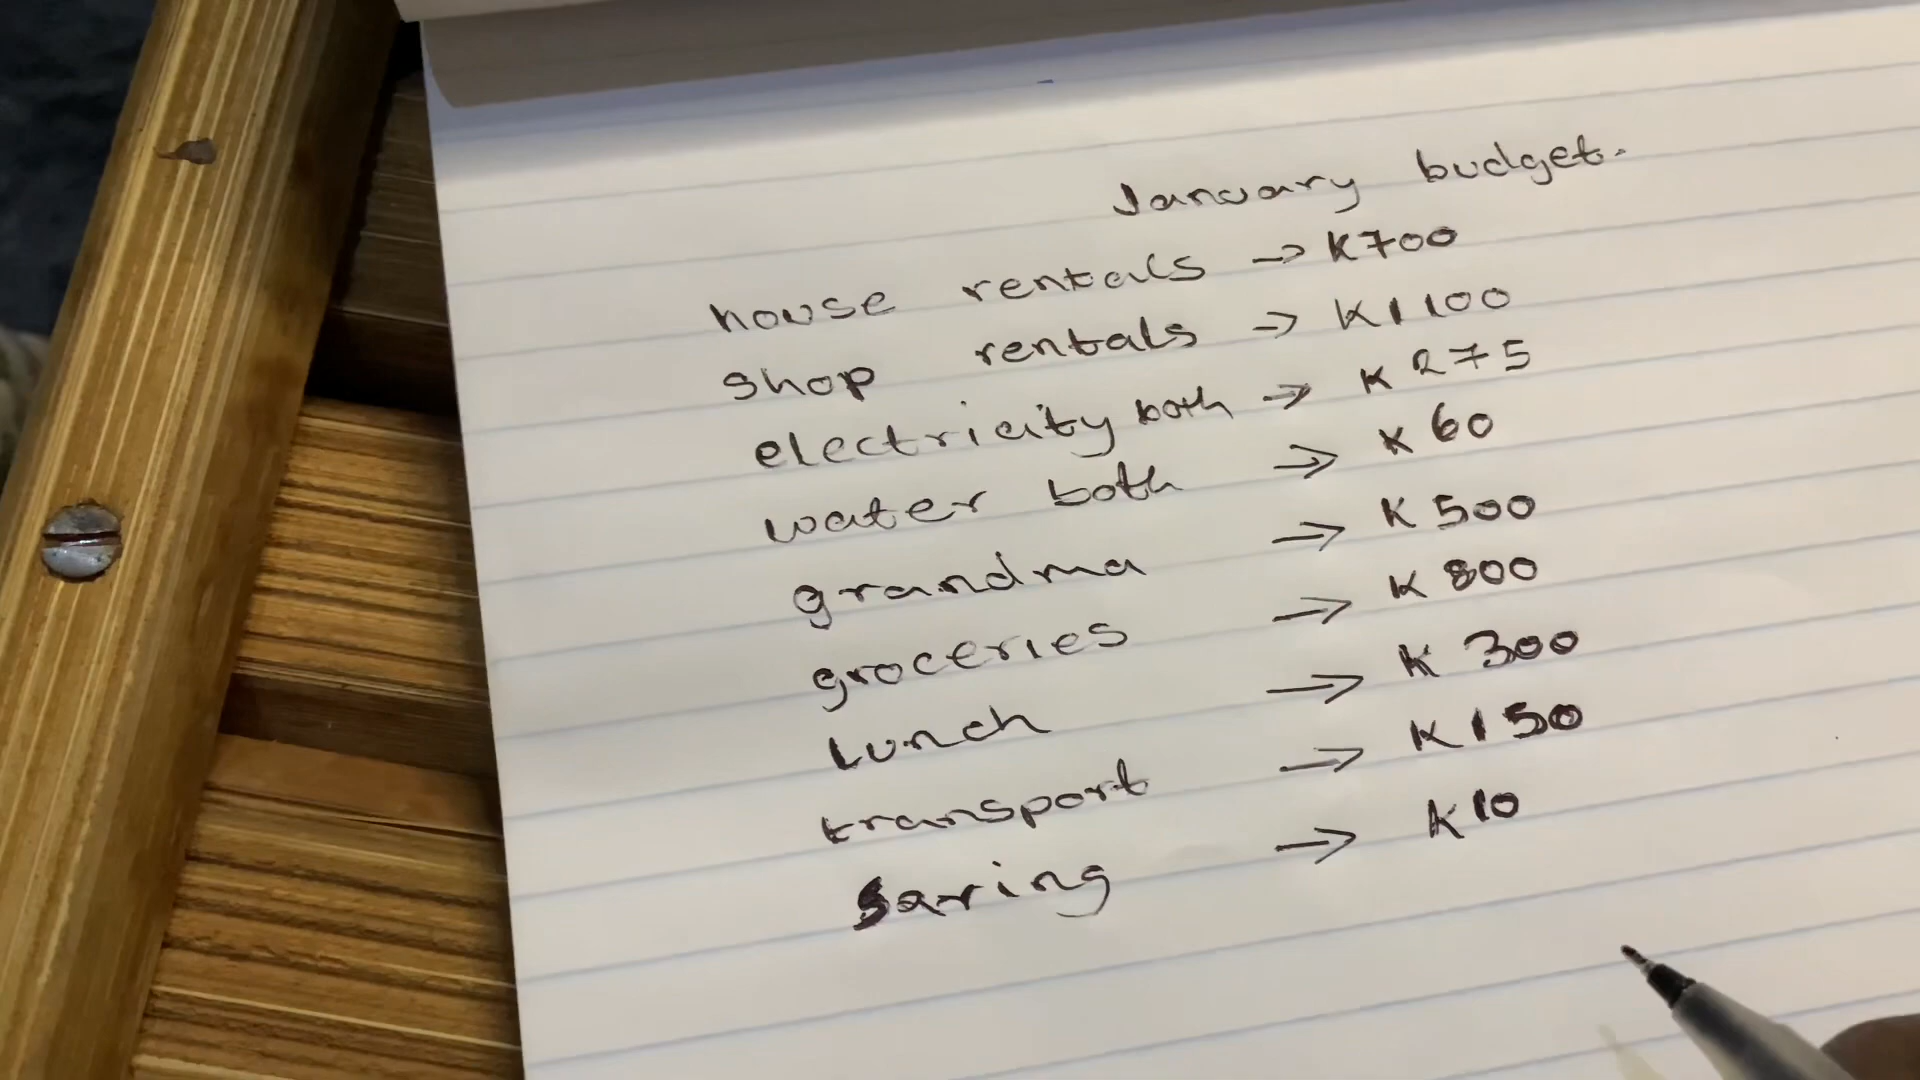 January budget.
house rentals → K700
shop rentals → K1100
electricity both → K275
water both → K60
grandma → K500
groceries → K800
lunch → K300
transport → K150
saving → K10